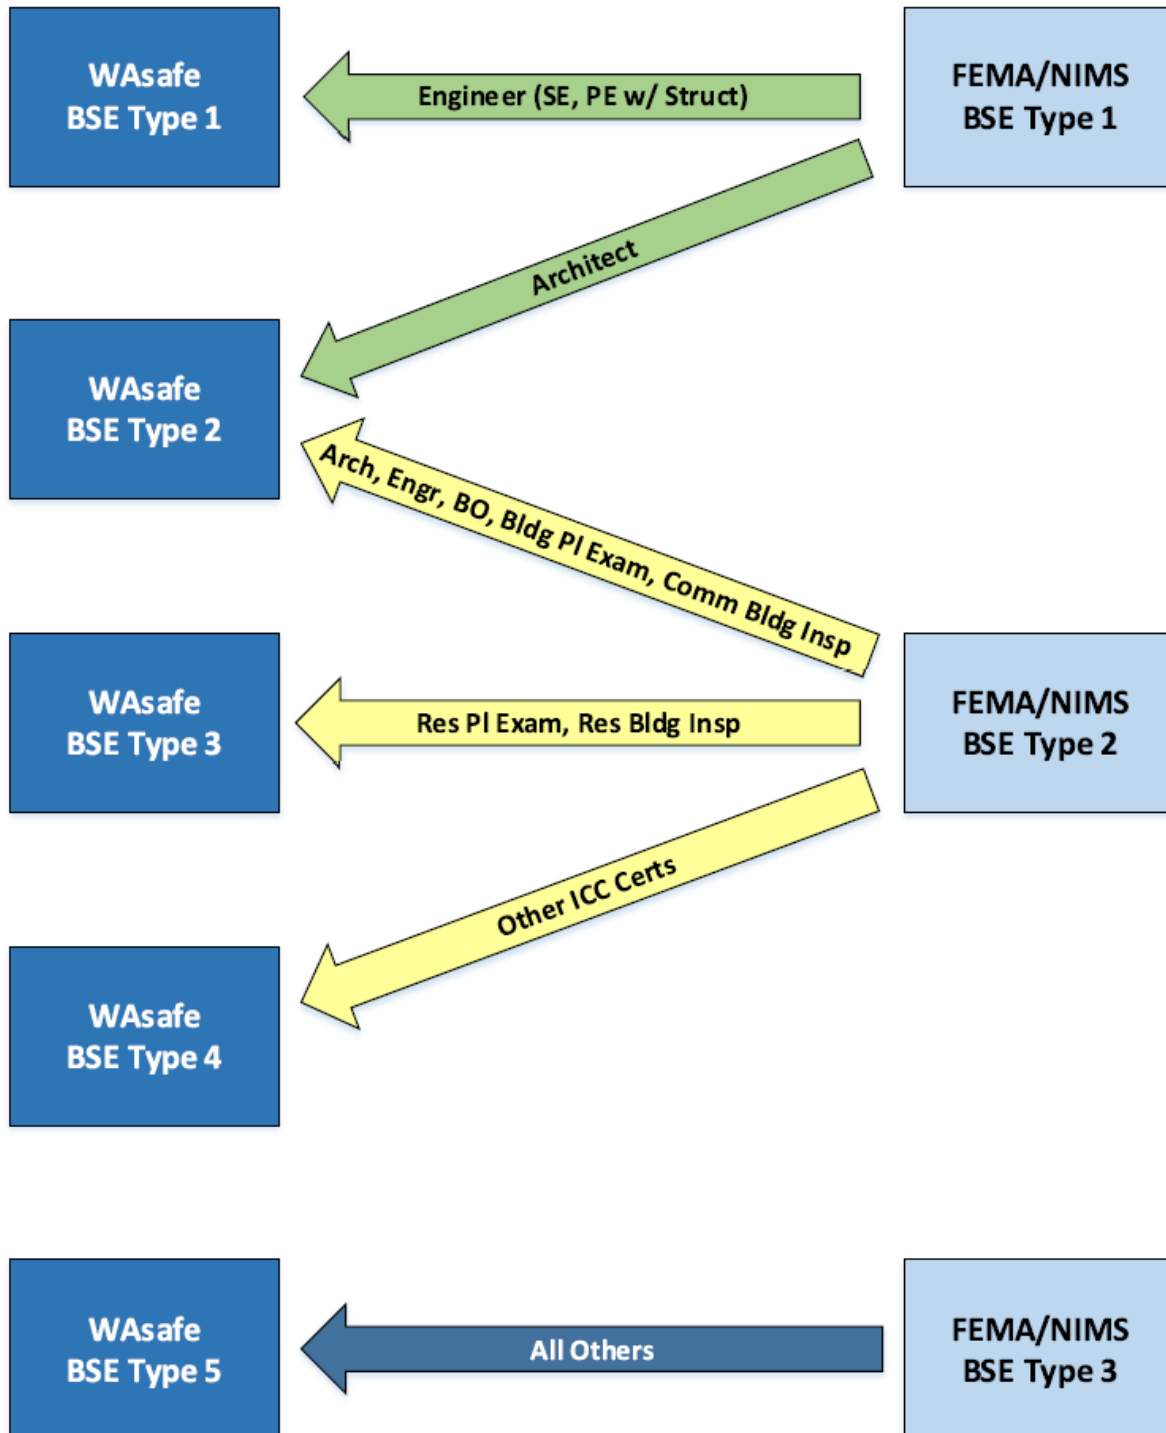 WAsafe
BSE Type 1
Engineer (SE, PE w/ Struct)
FEMA/NIMS
BSE Type 1
Architect
WAsafe
BSE Type 2
Arch, Engr, BO, Bldg Pl Exam, Comm Bldg Insp
WAsafe
BSE Type 3
Res Pl Exam, Res Bldg Insp
FEMA/NIMS
BSE Type 2
Other ICC Certs
WAsafe
BSE Type 4
WAsafe
BSE Type 5
All Others
FEMA/NIMS
BSE Type 3